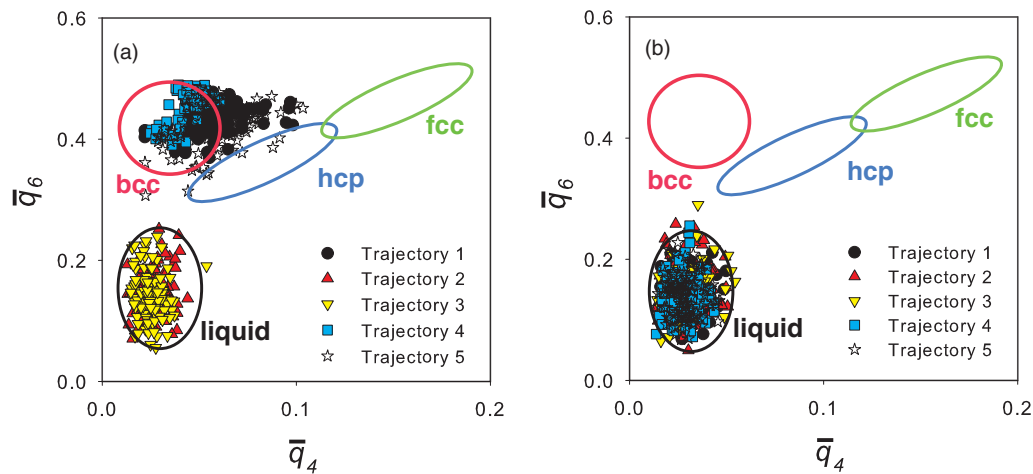 0.6
0.4
0.2
0.0
q̄6
(a)
bcc
hcp
fcc
liquid
Trajectory 1
Trajectory 2
Trajectory 3
Trajectory 4
Trajectory 5
0.0 0.1 0.2
q̄4
0.6
0.4
0.2
0.0
q̄6
(b)
bcc
hcp
fcc
liquid
Trajectory 1
Trajectory 2
Trajectory 3
Trajectory 4
Trajectory 5
0.0 0.1 0.2
q̄4